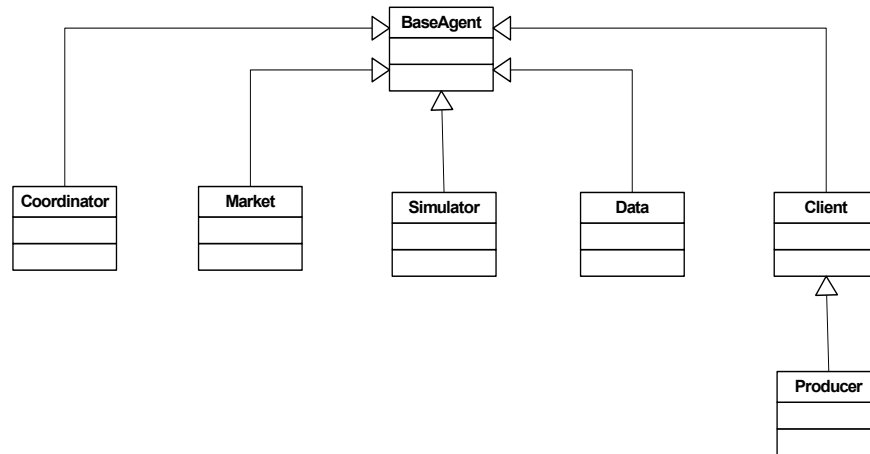 BaseAgent
Coordinator
Market
Simulator
Data
Client
Producer